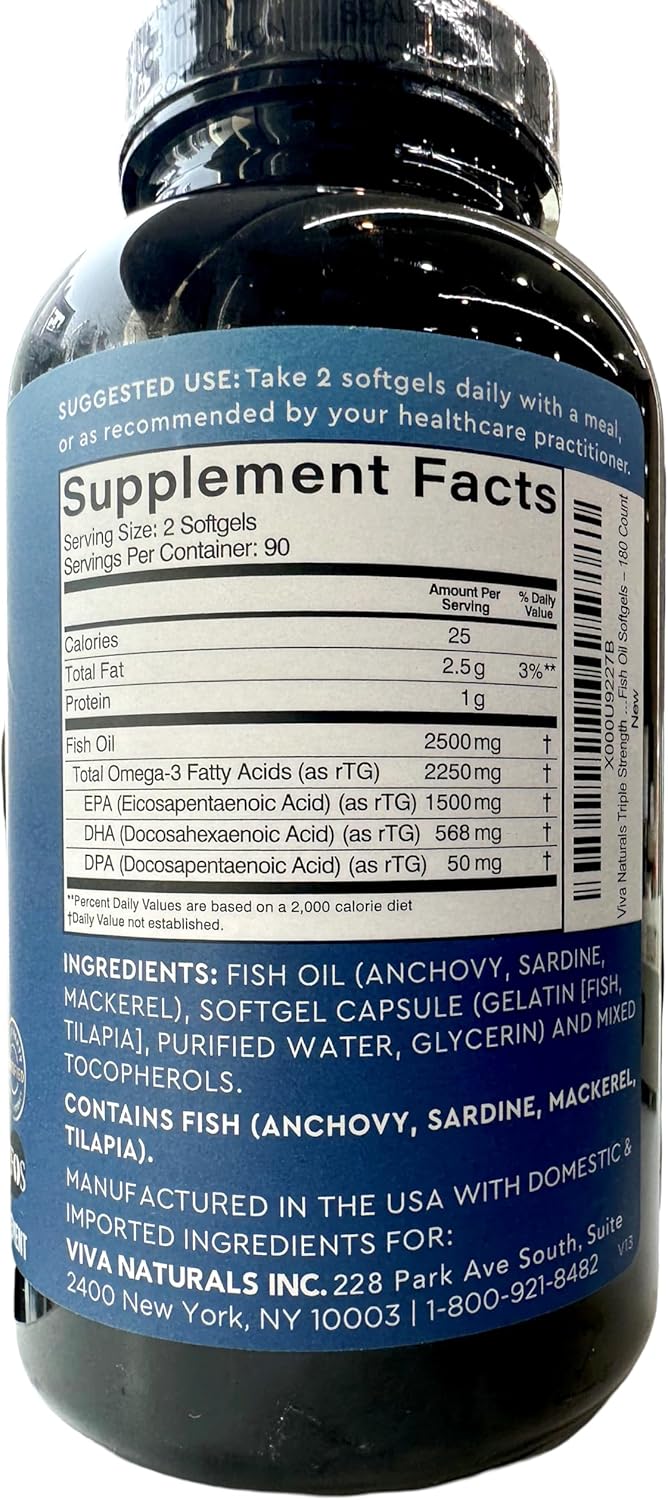 SUGGESTED USE: Take 2 softgels daily with a meal,
or as recommended by your healthcare practitioner.
Supplement Facts
Serving Size: 2 Softgels
Servings Per Container: 90
Amount Per Serving % Daily Value
Calories 25
Total Fat 2.5g 3%**
Protein 1g
Fish Oil 2500mg †
Total Omega-3 Fatty Acids (as rTG) 2250mg †
EPA (Eicosapentaenoic Acid) (as rTG) 1500mg †
DHA (Docosahexaenoic Acid) (as rTG) 568mg †
DPA (Docosapentaenoic Acid) (as rTG) 50mg †
**Percent Daily Values are based on a 2,000 calorie diet
†Daily Value not established.
X000U9227B
Viva Naturals Triple Strength ...Fish Oil Softgels – 180 Count
New
INGREDIENTS: FISH OIL (ANCHOVY, SARDINE,
MACKEREL), SOFTGEL CAPSULE (GELATIN [FISH,
TILAPIA], PURIFIED WATER, GLYCERIN) AND MIXED
TOCOPHEROLS.
CONTAINS FISH (ANCHOVY, SARDINE, MACKEREL,
TILAPIA).
MANUFACTURED IN THE USA WITH DOMESTIC &
IMPORTED INGREDIENTS FOR:
VIVA NATURALS INC. 228 Park Ave South, Suite
2400 New York, NY 10003 | 1-800-921-8482
V13